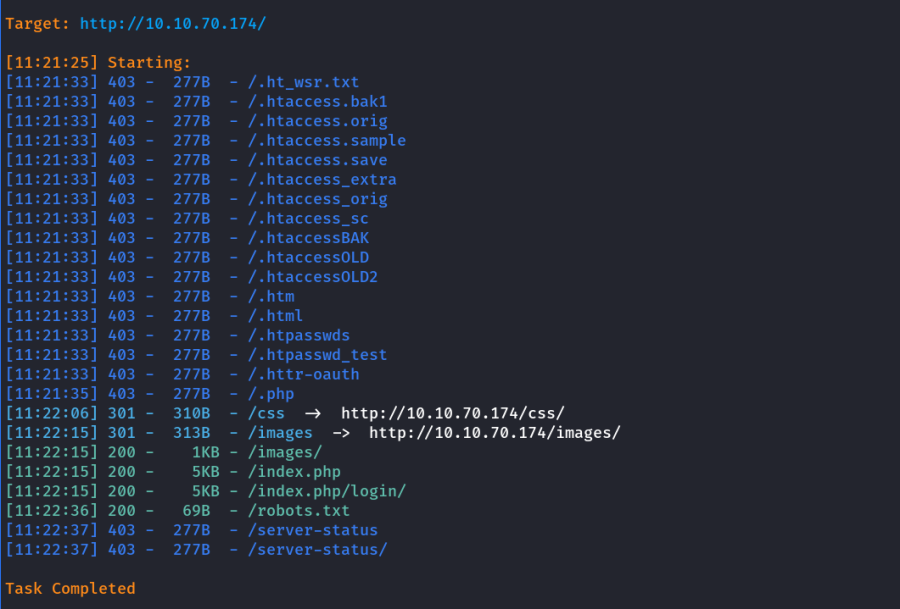 Target: http://10.10.70.174/
[11:21:25] Starting:
[11:21:33] 403 - 277B - /.ht_wsr.txt
[11:21:33] 403 - 277B - /.htaccess.bak1
[11:21:33] 403 - 277B - /.htaccess.orig
[11:21:33] 403 - 277B - /.htaccess.sample
[11:21:33] 403 - 277B - /.htaccess.save
[11:21:33] 403 - 277B - /.htaccess_extra
[11:21:33] 403 - 277B - /.htaccess_orig
[11:21:33] 403 - 277B - /.htaccess_sc
[11:21:33] 403 - 277B - /.htaccessBAK
[11:21:33] 403 - 277B - /.htaccessOLD
[11:21:33] 403 - 277B - /.htaccessOLD2
[11:21:33] 403 - 277B - /.htm
[11:21:33] 403 - 277B - /.html
[11:21:33] 403 - 277B - /.htpasswds
[11:21:33] 403 - 277B - /.htpasswd_test
[11:21:33] 403 - 277B - /.httr-oauth
[11:21:35] 403 - 277B - /.php
[11:22:06] 301 - 310B - /css -> http://10.10.70.174/css/
[11:22:15] 301 - 313B - /images -> http://10.10.70.174/images/
[11:22:15] 200 - 1KB - /images/
[11:22:15] 200 - 5KB - /index.php
[11:22:15] 200 - 5KB - /index.php/login/
[11:22:36] 200 - 69B - /robots.txt
[11:22:37] 403 - 277B - /server-status
[11:22:37] 403 - 277B - /server-status/
Task Completed